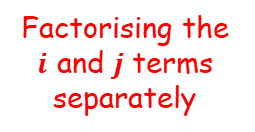 Factorising the
i and j terms
separately